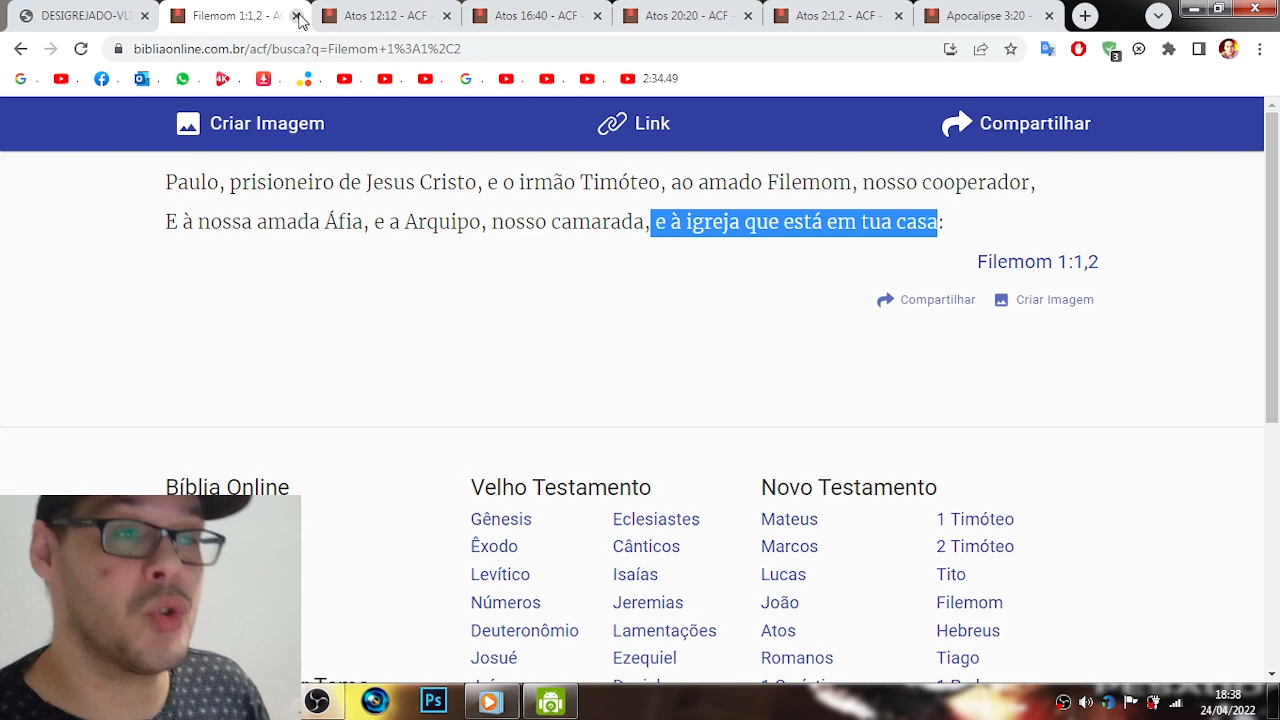 DESIGREJADO-VLT
Filemom 1:1,2 - AC
Atos 12:12 - ACF -
Atos 20:20 - ACF -
Atos 2:1,2 - ACF -
Apocalipse 3:20 -
bibliaonline.com.br/acf/busca?q=Filemom+1%3A1%2C2
3
2:34.49
Criar Imagem
Link
Compartilhar
Paulo, prisioneiro de Jesus Cristo, e o irmão Timóteo, ao amado Filemom, nosso cooperador,
E à nossa amada Áfia, e a Arquipo, nosso camarada, e à igreja que está em tua casa:
Filemom 1:1,2
Compartilhar Criar Imagem
Bíblia Online
Velho Testamento
Novo Testamento
Gênesis Eclesiastes Mateus 1 Timóteo
Êxodo Cânticos Marcos 2 Timóteo
Levítico Isaías Lucas Tito
Números Jeremias João Filemom
Deuteronômio Lamentações Atos Hebreus
Josué Ezequiel Romanos Tiago
Ps
18:38
24/04/2022